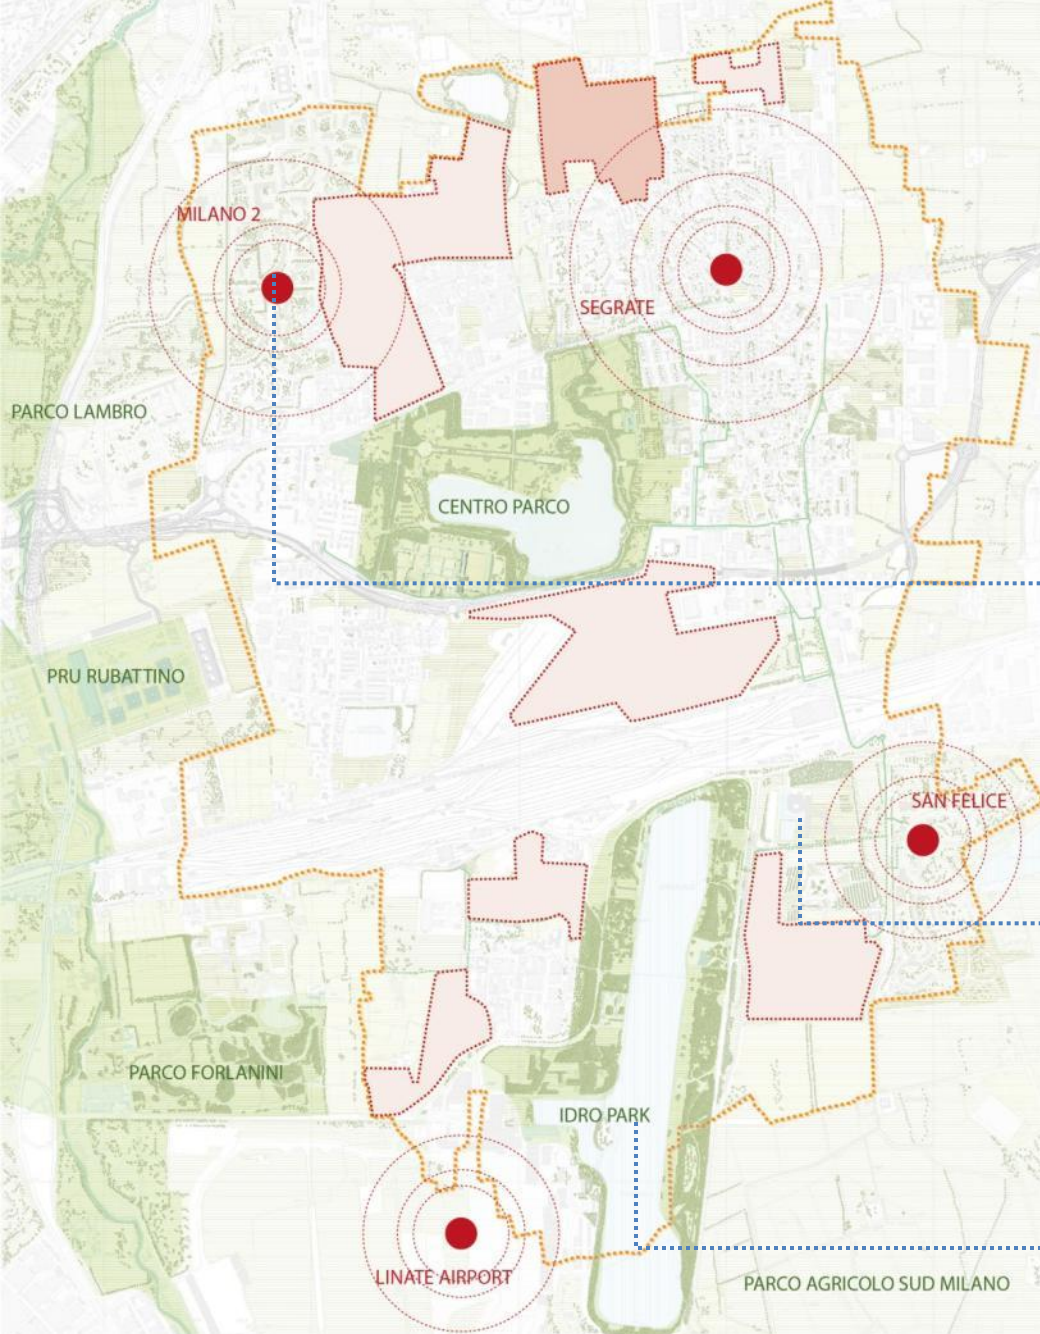 MILANO 2
SEGRATE
PARCO LAMBRO
CENTRO PARCO
PRU RUBATTINO
SAN FELICE
PARCO FORLANINI
IDRO PARK
LINATE AIRPORT
PARCO AGRICOLO SUD MILANO